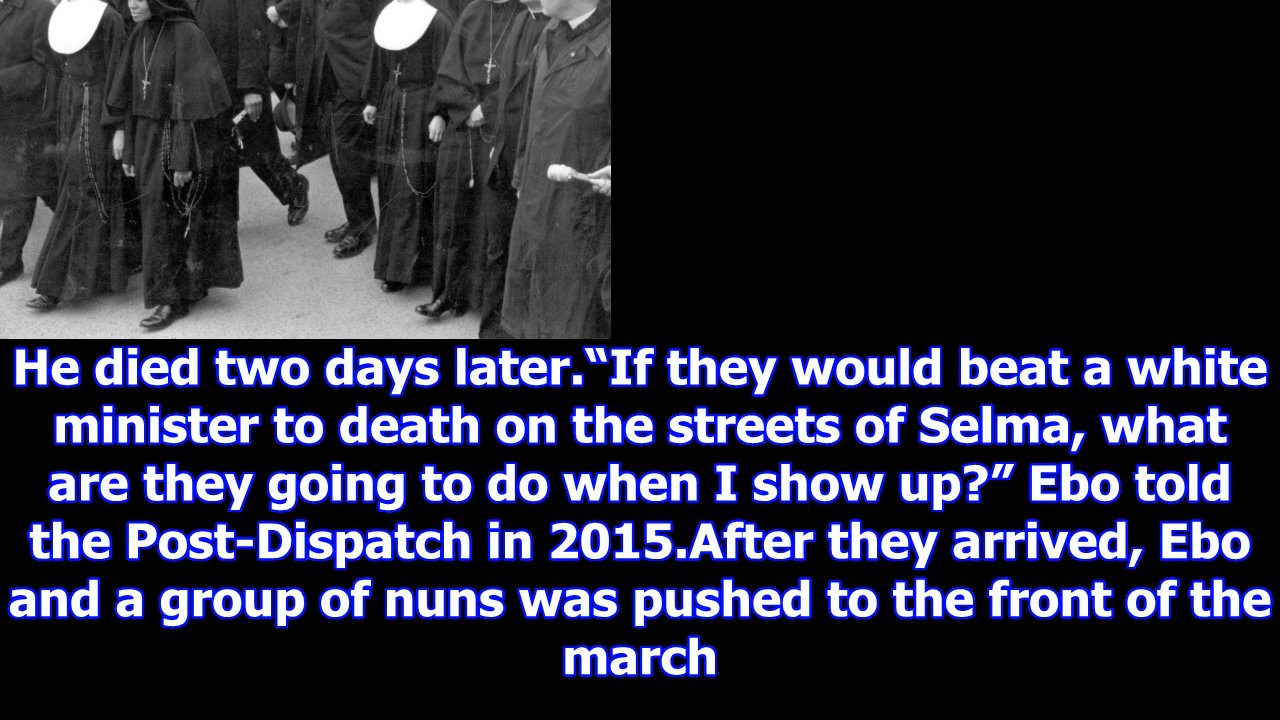 He died two days later.“If they would beat a white
minister to death on the streets of Selma, what
are they going to do when I show up?” Ebo told
the Post-Dispatch in 2015.After they arrived, Ebo
and a group of nuns was pushed to the front of the
march